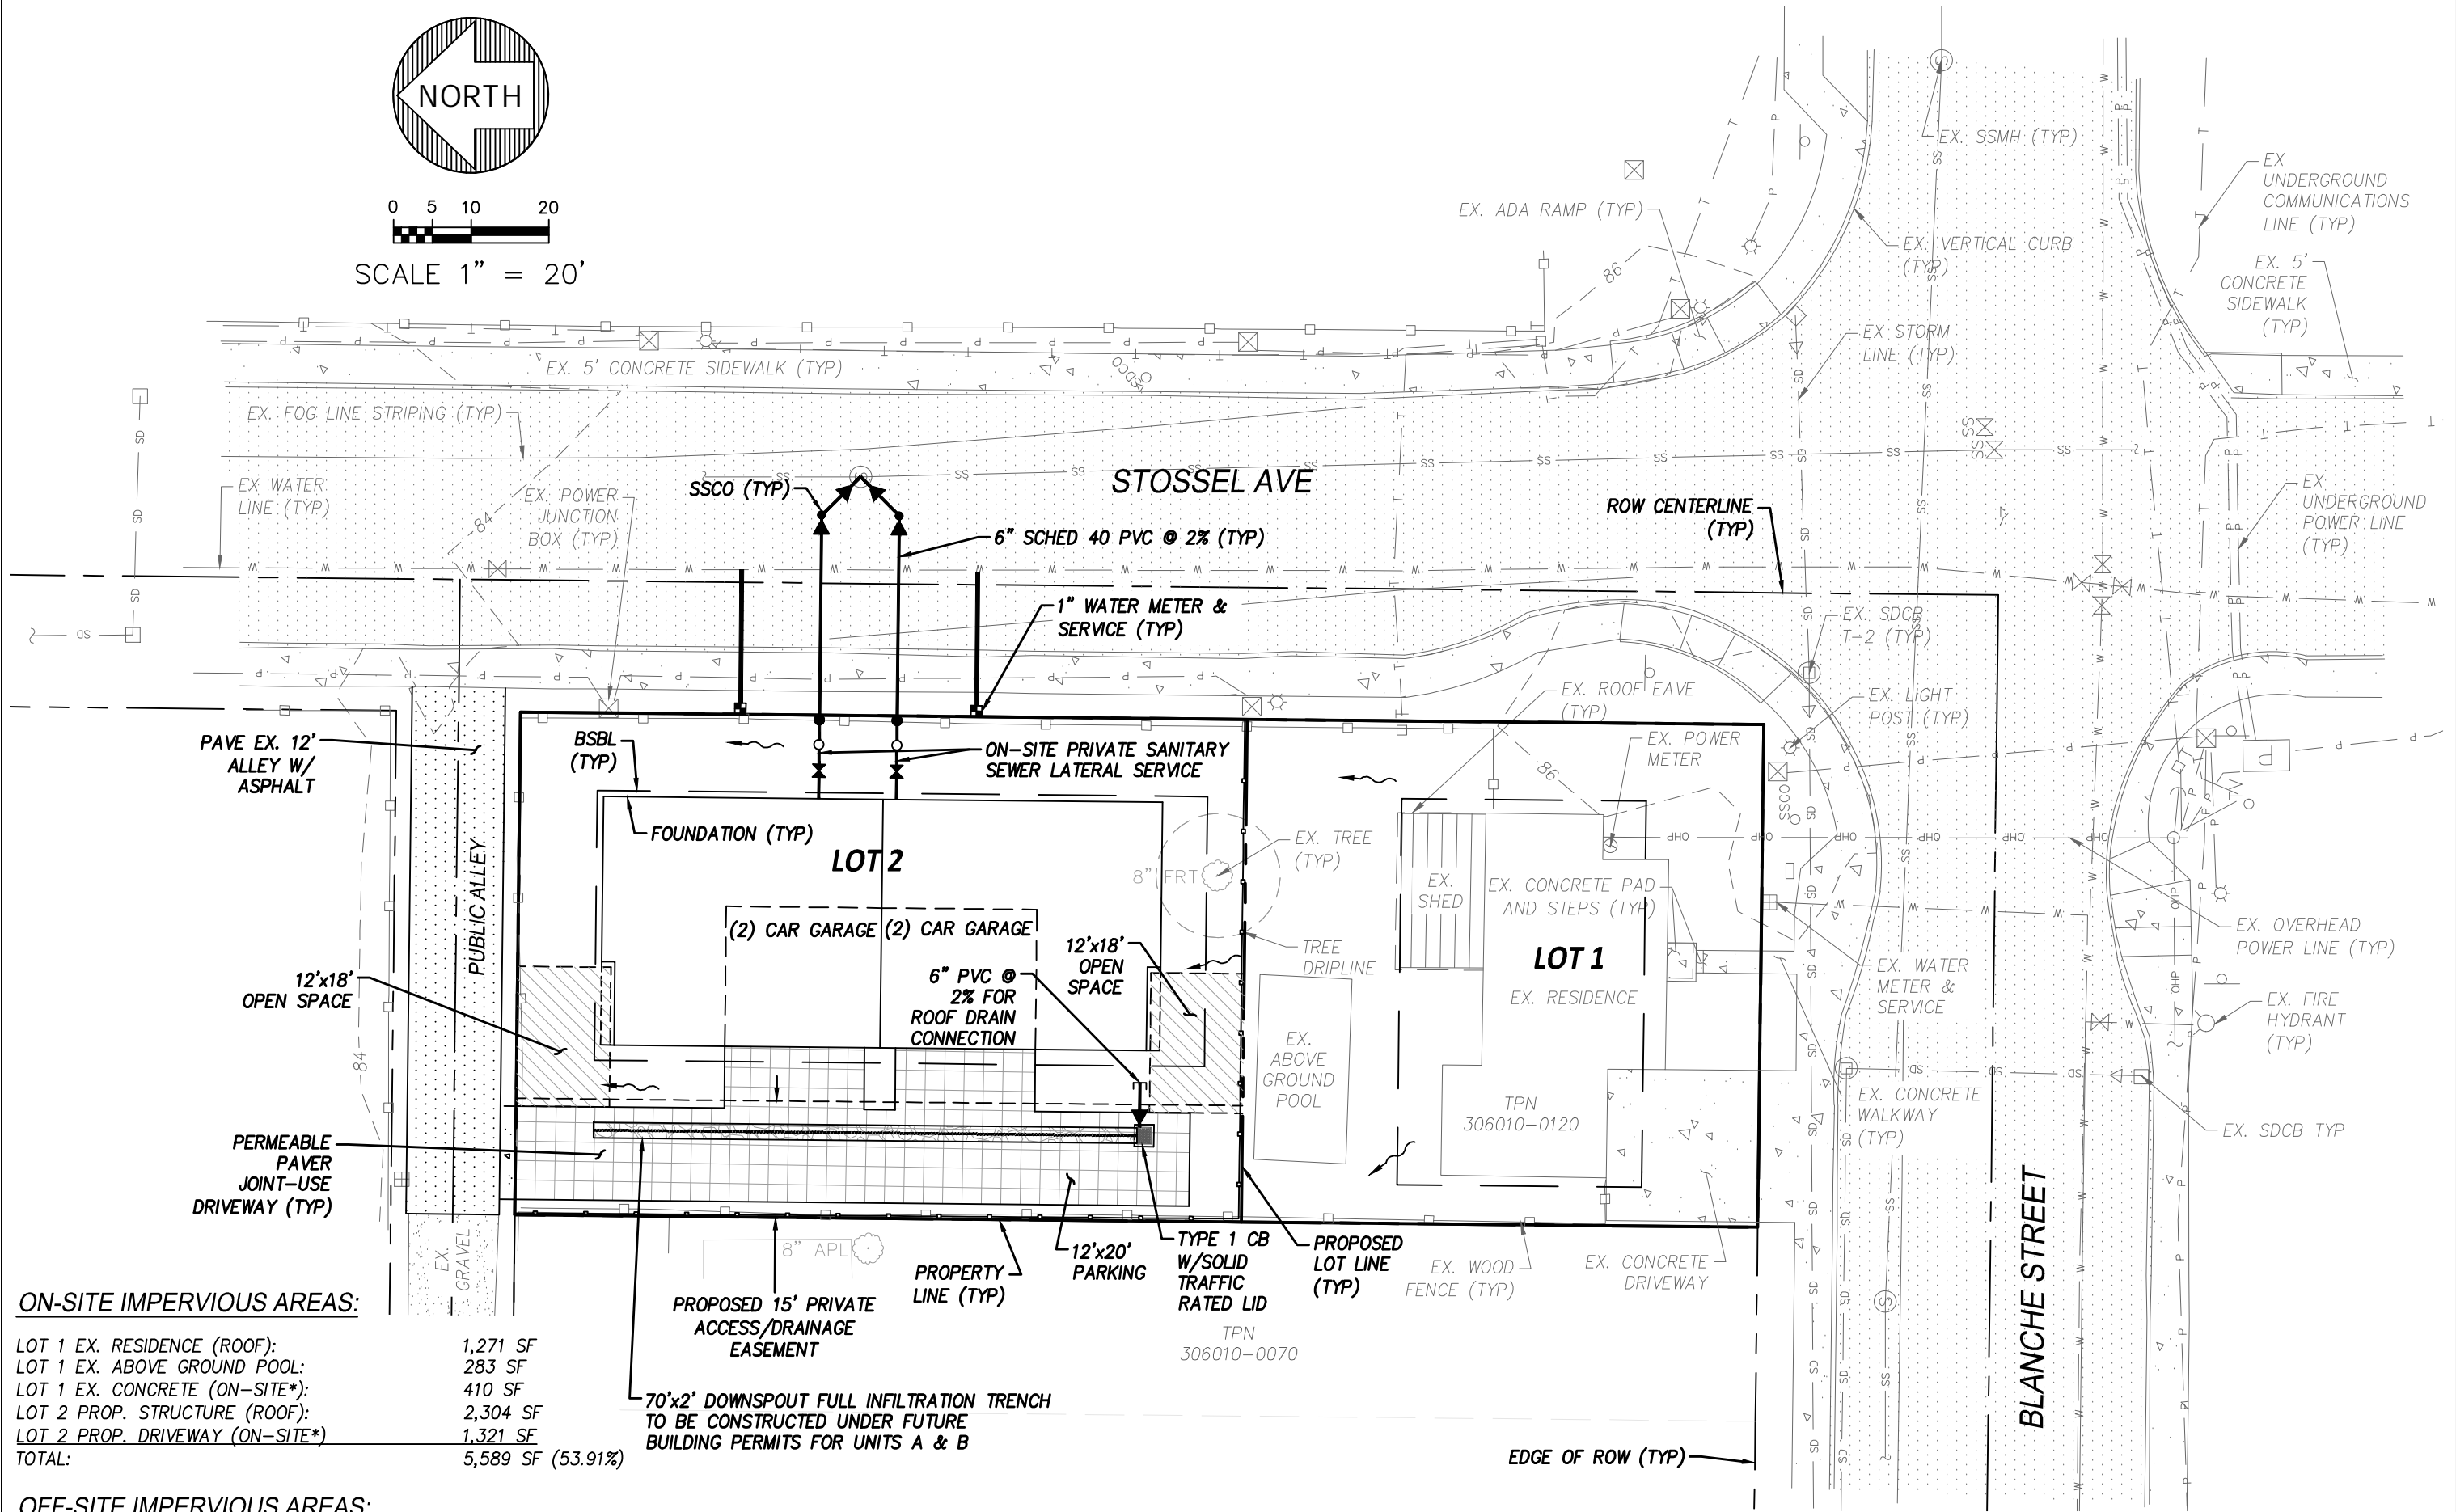 NORTH
0 5 10 20
SCALE 1" = 20'
EX. SSMH (TYP)
EX
UNDERGROUND
COMMUNICATIONS
LINE (TYP)
EX. ADA RAMP (TYP)
86
EX. VERTICAL CURB
(TYP)
EX. 5'
CONCRETE
SIDEWALK
(TYP)
EX STORM
LINE (TYP)
EX. 5' CONCRETE SIDEWALK (TYP)
SDCO
EX. FOG LINE STRIPING (TYP)
STOSSEL AVE
SSCO (TYP)
EX WATER
LINE (TYP)
84
EX. POWER
JUNCTION
BOX (TYP)
6" SCHED 40 PVC @ 2% (TYP)
ROW CENTERLINE
(TYP)
EX
UNDERGROUND
POWER LINE
(TYP)
1" WATER METER &
SERVICE (TYP)
EX. SDCB
T-2 (TYP)
EX. ROOF EAVE
(TYP)
EX. LIGHT
POST (TYP)
PAVE EX. 12'
ALLEY W/
ASPHALT
BSBL
(TYP)
ON-SITE PRIVATE SANITARY
SEWER LATERAL SERVICE
EX. POWER
METER
86
SSCO
FOUNDATION (TYP)
LOT 2
EX. TREE
(TYP)
8" FRT
PUBLIC ALLEY
EX.
SHED
EX. CONCRETE PAD
AND STEPS (TYP)
(2) CAR GARAGE
(2) CAR GARAGE
EX. OVERHEAD
POWER LINE (TYP)
12'x18'
OPEN SPACE
12'x18'
OPEN
SPACE
TREE
DRIPLINE
LOT 1
EX. RESIDENCE
EX. WATER
METER &
SERVICE
6" PVC @
2% FOR
ROOF DRAIN
CONNECTION
EX. FIRE
HYDRANT
(TYP)
EX.
ABOVE
GROUND
POOL
84
TPN
306010-0120
EX. CONCRETE
WALKWAY
(TYP)
EX. SDCB TYP
PERMEABLE
PAVER
JOINT-USE
DRIVEWAY (TYP)
BLANCHE STREET
EX.
GRAVEL
8" APL
12'x20'
PARKING
TYPE 1 CB
W/SOLID
TRAFFIC
RATED LID
PROPOSED
LOT LINE
(TYP)
EX. WOOD
FENCE (TYP)
EX. CONCRETE
DRIVEWAY
PROPERTY
LINE (TYP)
PROPOSED 15' PRIVATE
ACCESS/DRAINAGE
EASEMENT
TPN
306010-0070
70'x2' DOWNSPOUT FULL INFILTRATION TRENCH
TO BE CONSTRUCTED UNDER FUTURE
BUILDING PERMITS FOR UNITS A & B
EDGE OF ROW (TYP)
ON-SITE IMPERVIOUS AREAS:
LOT 1 EX. RESIDENCE (ROOF): 1,271 SF
LOT 1 EX. ABOVE GROUND POOL: 283 SF
LOT 1 EX. CONCRETE (ON-SITE*): 410 SF
LOT 2 PROP. STRUCTURE (ROOF): 2,304 SF
LOT 2 PROP. DRIVEWAY (ON-SITE*) 1,321 SF
TOTAL: 5,589 SF (53.91%)
OFF-SITE IMPERVIOUS AREAS: